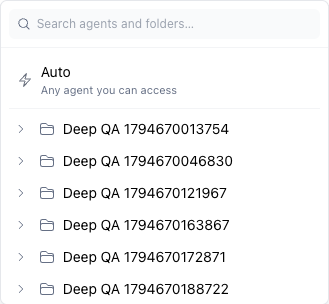 Search agents and folders...
Auto
Any agent you can access
Deep QA 1794670013754
Deep QA 1794670046830
Deep QA 1794670121967
Deep QA 1794670163867
Deep QA 1794670172871
Deep QA 1794670188722